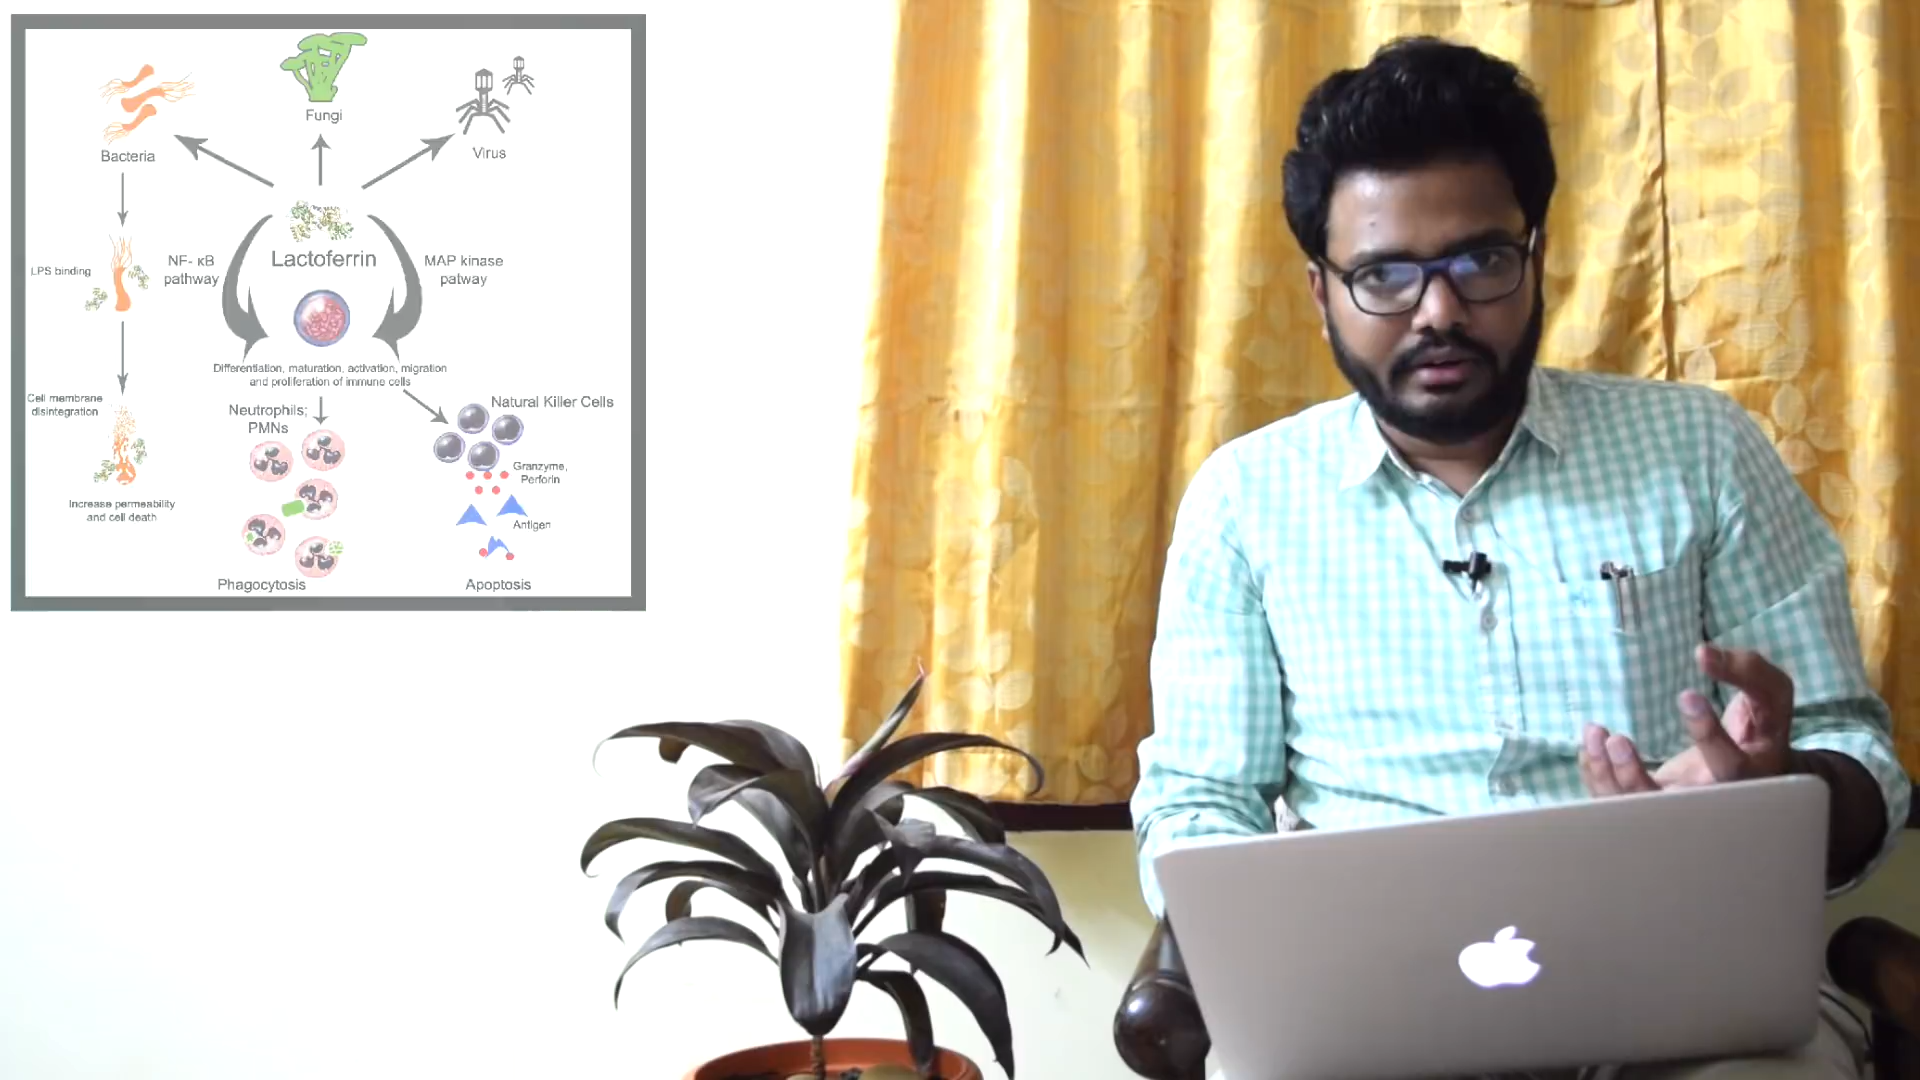 Fungi
Bacteria
Virus
LPS binding
NF- κB
pathway
Lactoferrin
MAP kinase
patway
Differentiation, maturation, activation, migration
and proliferation of immune cells
Cell membrane
disintegration
Neutrophils;
PMNs
Natural Killer Cells
Granzyme,
Perforin
Increase permeability
and cell death
Antigen
Phagocytosis
Apoptosis